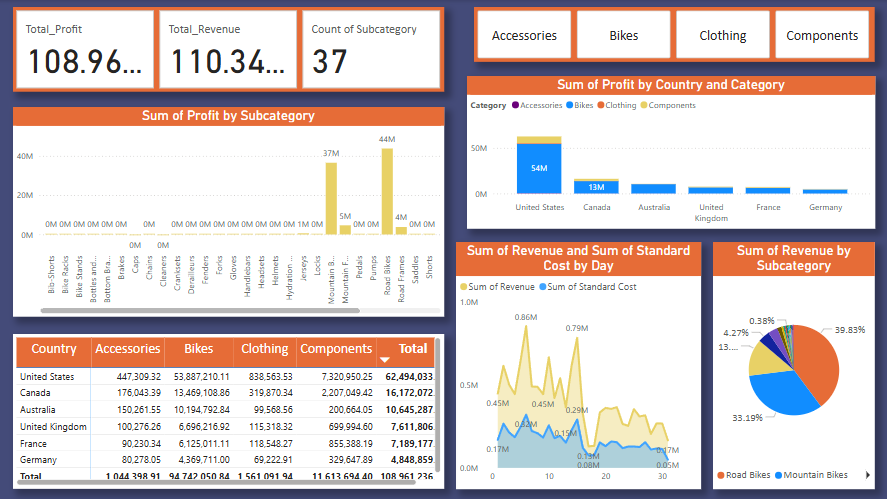 Total_Profit
108.96...
Total_Revenue
110.34...
Count of Subcategory
37
Accessories
Bikes
Clothing
Components
Sum of Profit by Subcategory
40M
20M
0M
0M 0M 0M 0M 0M 0M 0M 0M 0M 0M 0M 0M 0M 0M 0M 0M 0M 0M 1M 0M 37M 5M 0M 0M 44M 4M 0M 0M
Bib-Shorts
Bike Racks
Bike Stands
Bottles and...
Bottom Bra...
Brakes
Caps
Chains
Cleaners
Cranksets
Derailleurs
Fenders
Forks
Gloves
Handlebars
Headsets
Helmets
Hydration ...
Jerseys
Locks
Mountain B...
Mountain F...
Pedals
Pumps
Road Bikes
Road Frames
Saddles
Shorts
Sum of Profit by Country and Category
Category Accessories Bikes Clothing Components
50M
0M
54M
13M
United States
Canada
Australia
United
Kingdom
France
Germany
Country Accessories Bikes Clothing Components Total
United States 447,309.32 53,887,210.11 838,563.53 7,320,950.25 62,494,033.
Canada 176,043.39 13,469,108.86 319,870.34 2,207,049.42 16,172,072.
Australia 150,261.55 10,194,792.84 99,568.56 200,664.05 10,645,287.
United Kingdom 100,276.26 6,696,216.92 115,318.32 699,994.60 7,611,806.
France 90,230.34 6,125,011.11 118,548.27 855,388.19 7,189,177.
Germany 80,278.05 4,369,711.00 69,222.91 329,647.89 4,848,859.
Total 1,044,398.91 94,742,050.84 1,561,091.94 11,613,694.40 108,961,236.
Sum of Revenue and Sum of Standard
Cost by Day
Sum of Revenue Sum of Standard Cost
1.0M
0.5M
0.0M
0.86M
0.79M
0.45M
0.45M
0.29M
0.32M
0.15M
0.17M
0.13M
0.08M
0.17M
0.05M
0
10
20
30
Sum of Revenue by
Subcategory
0.38%
4.27%
13....
39.83%
33.19%
Road Bikes Mountain Bikes